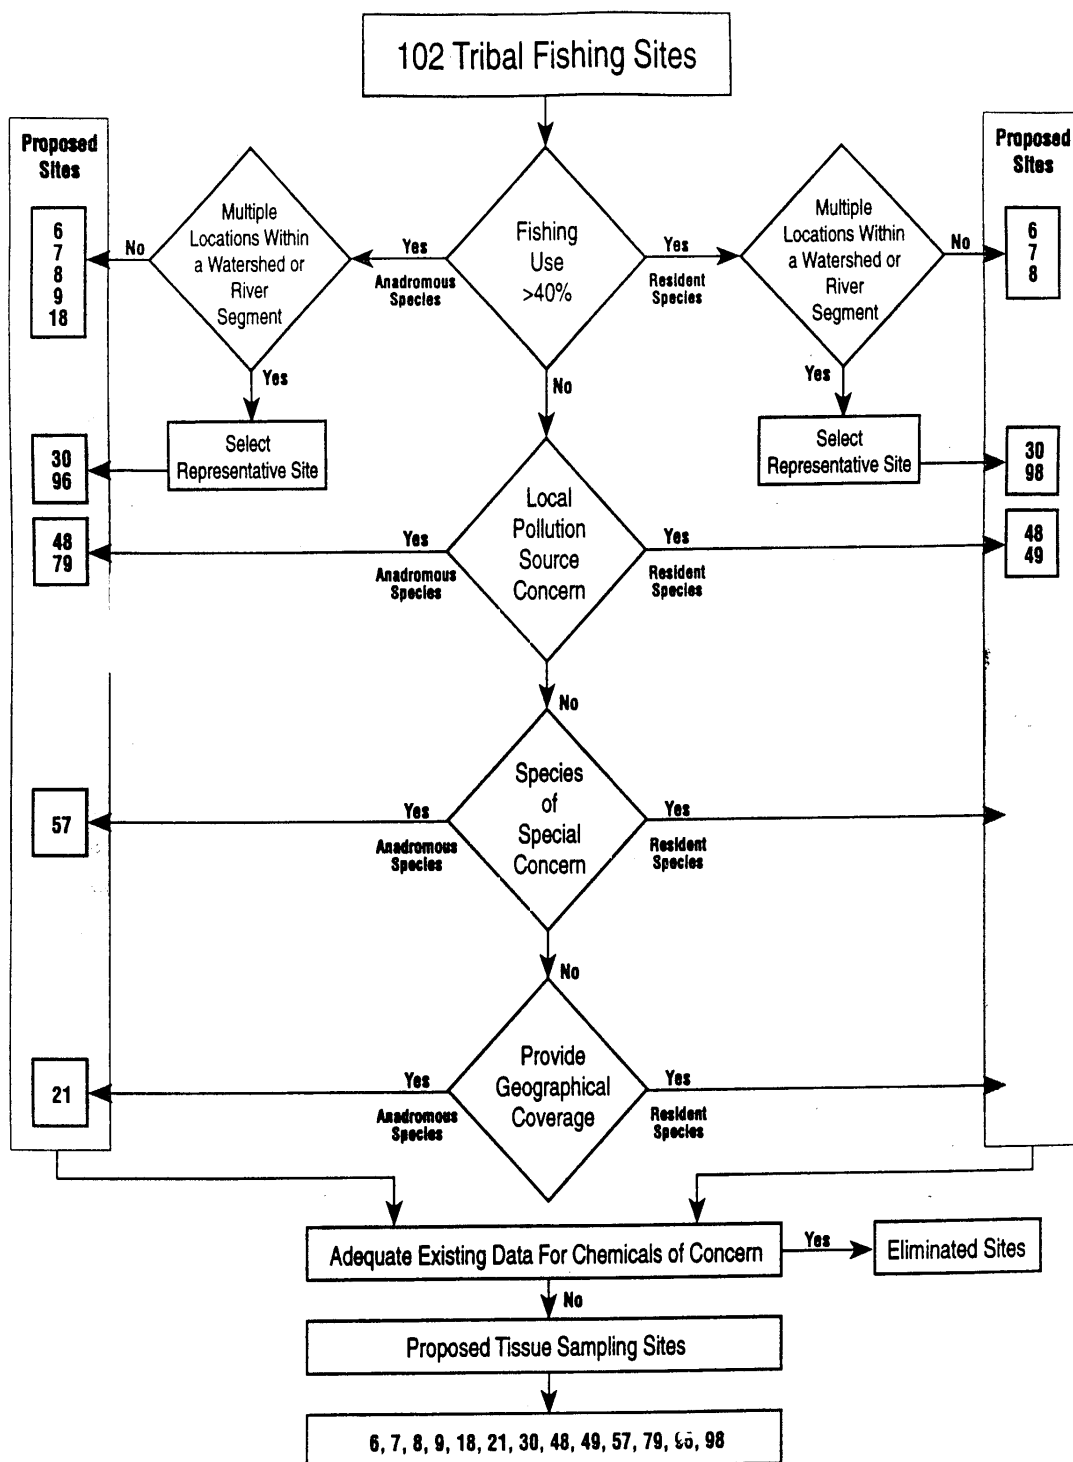 102 Tribal Fishing Sites
Proposed
Sites
Proposed
Sites
6
7
8
9
18
No
Multiple
Locations Within
a Watershed or
River
Segment
Yes
Anadromous
Species
Fishing
Use
>40%
Yes
Resident
Species
Multiple
Locations Within
a Watershed or
River
Segment
No
6
7
8
Yes
No
Yes
30
96
Select
Representative Site
Select
Representative Site
30
98
48
79
Yes
Anadromous
Species
Local
Pollution
Source
Concern
Yes
Resident
Species
48
49
No
57
Yes
Anadromous
Species
Species
of
Special
Concern
Yes
Resident
Species
No
21
Yes
Anadromous
Species
Provide
Geographical
Coverage
Yes
Resident
Species
Adequate Existing Data For Chemicals of Concern
Yes
Eliminated Sites
No
Proposed Tissue Sampling Sites
6, 7, 8, 9, 18, 21, 30, 48, 49, 57, 79, 98